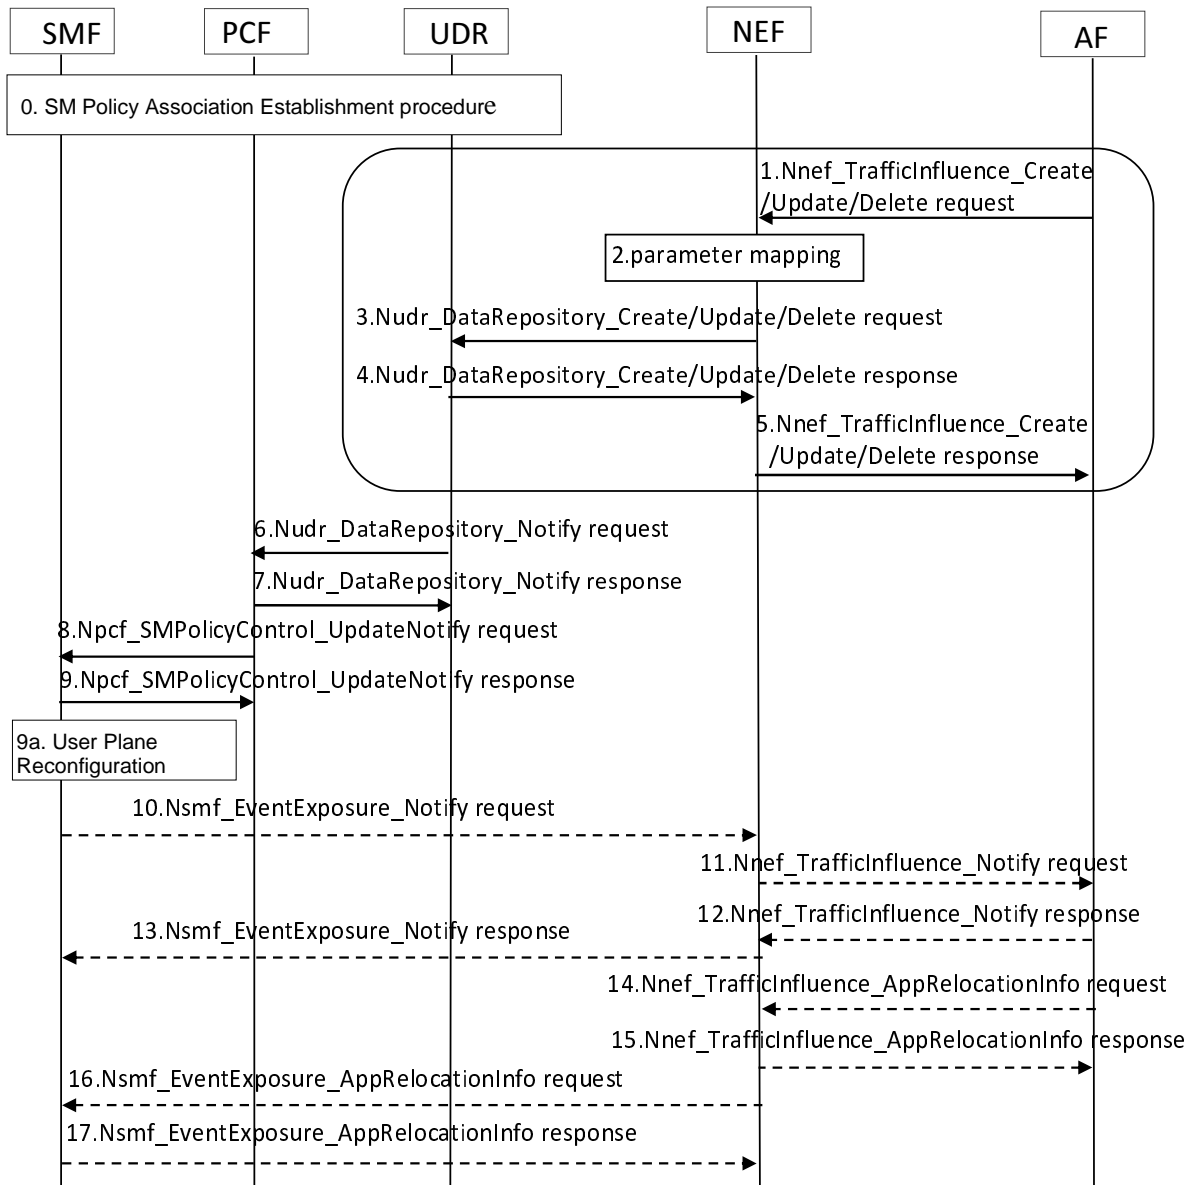 SMF
PCF
UDR
NEF
AF
0. SM Policy Association Establishment procedure
1.Nnef_TrafficInfluence_Create
/Update/Delete request
2.parameter mapping
3.Nudr_DataRepository_Create/Update/Delete request
4.Nudr_DataRepository_Create/Update/Delete response
5.Nnef_TrafficInfluence_Create
/Update/Delete response
6.Nudr_DataRepository_Notify request
7.Nudr_DataRepository_Notify response
8.Npcf_SMPolicyControl_UpdateNotify request
9.Npcf_SMPolicyControl_UpdateNotify response
9a. User Plane
Reconfiguration
10.Nsmf_EventExposure_Notify request
11.Nnef_TrafficInfluence_Notify request
12.Nnef_TrafficInfluence_Notify response
13.Nsmf_EventExposure_Notify response
14.Nnef_TrafficInfluence_AppRelocationInfo request
15.Nnef_TrafficInfluence_AppRelocationInfo response
16.Nsmf_EventExposure_AppRelocationInfo request
17.Nsmf_EventExposure_AppRelocationInfo response